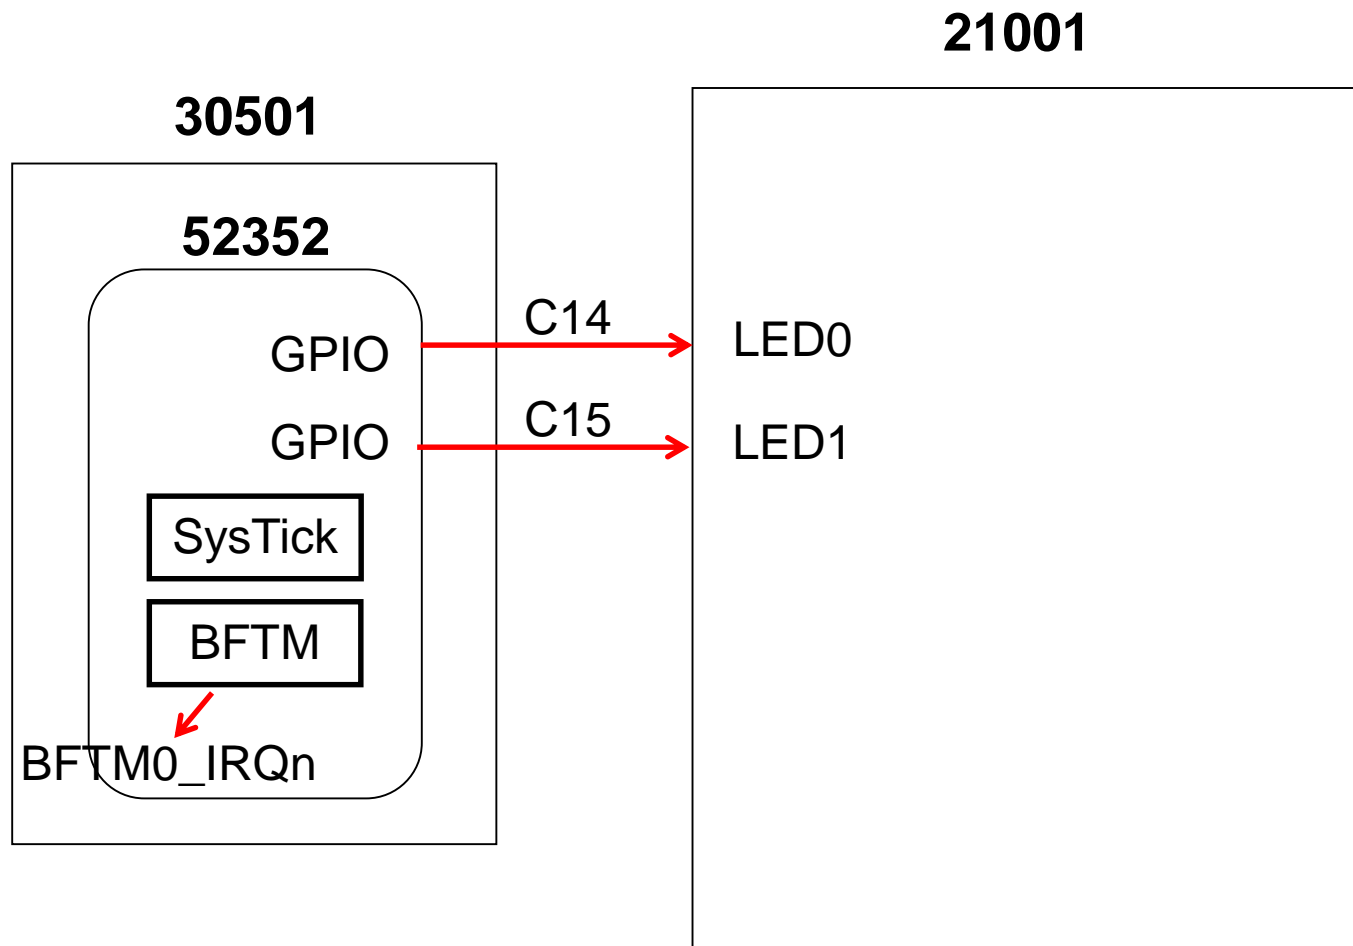 21001
30501
52352
C14
GPIO
LED0
C15
GPIO
LED1
SysTick
BFTM
BFTM0_IRQn